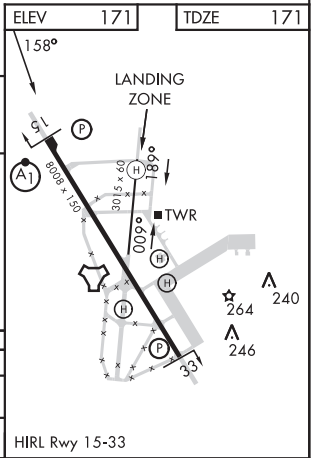 ELEV 171
TDZE 171
158°
LANDING
ZONE
15
P
A1
8008 x 150
3015 x 60
H
189°
009°
TWR
H
H
H
P
33
264
240
246
HIRL Rwy 15-33